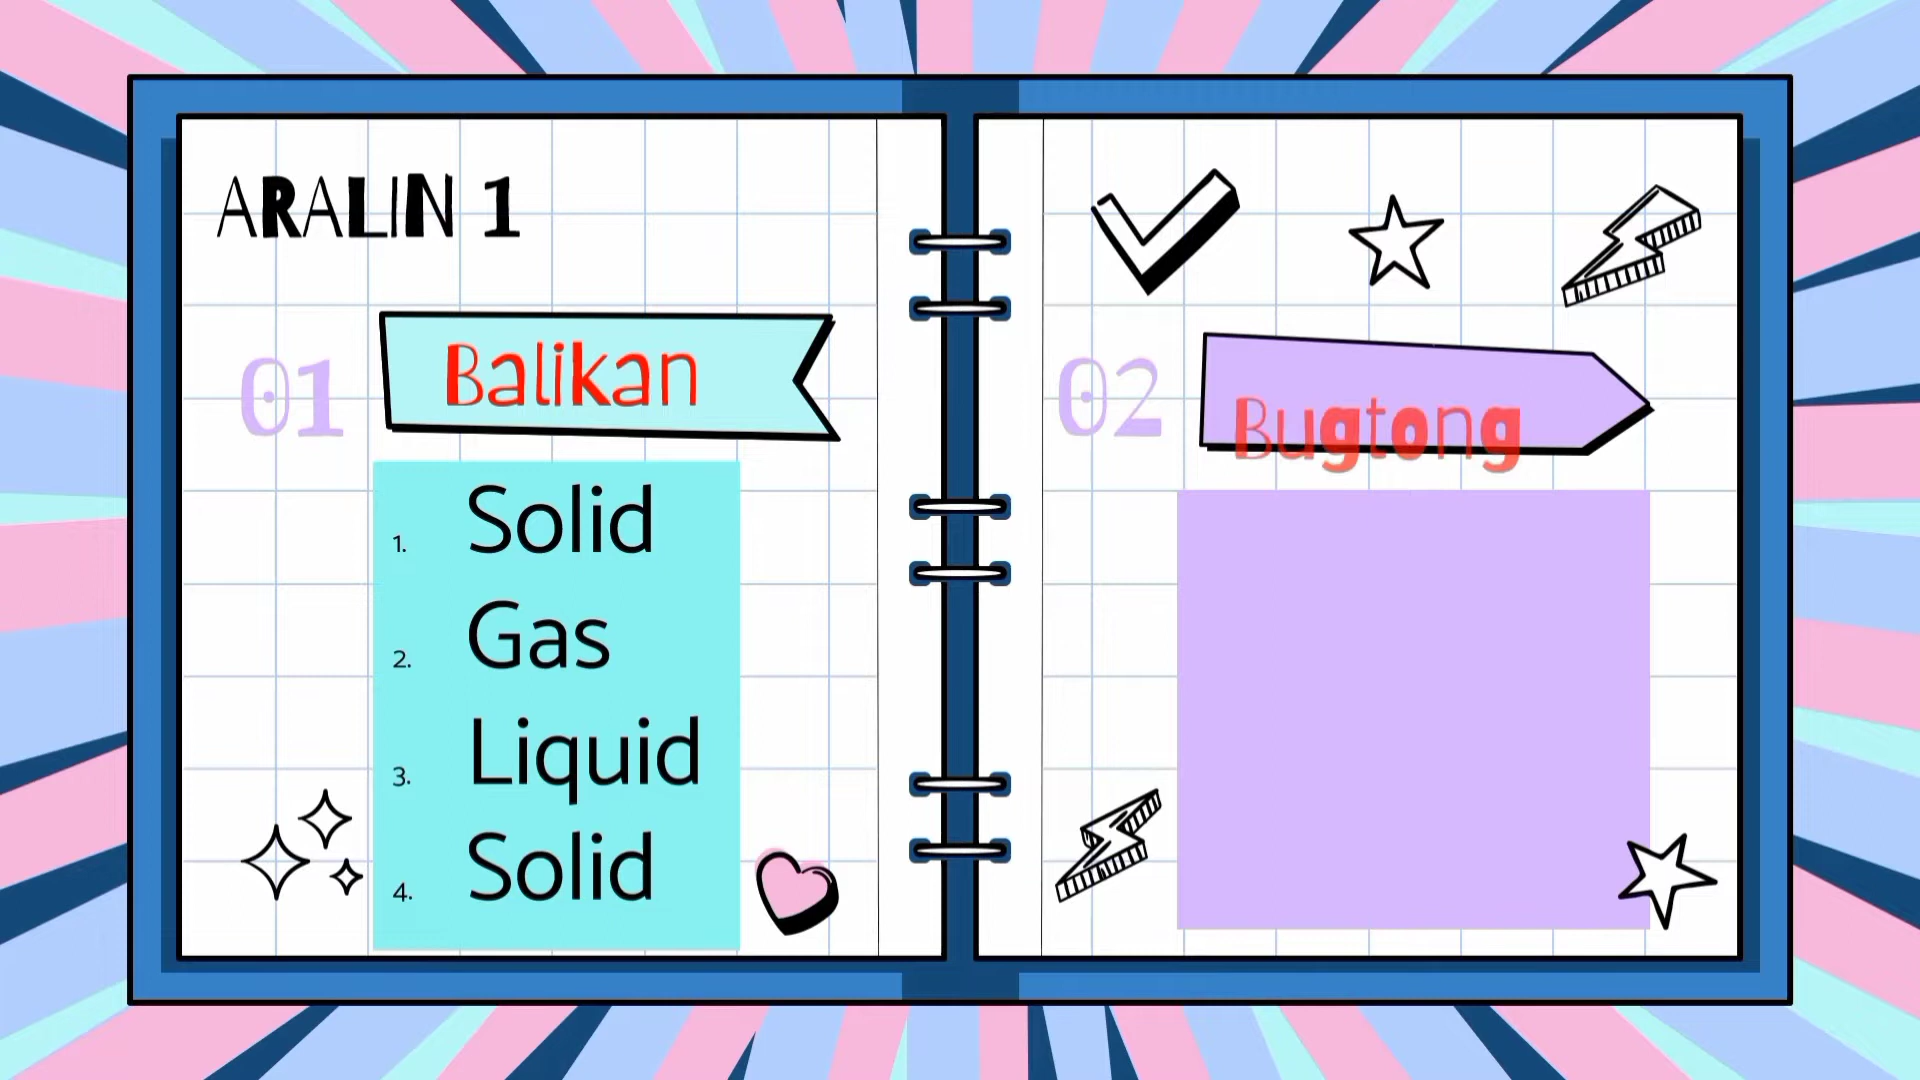 ARALIN 1
01
Balikan
1. Solid
2. Gas
3. Liquid
4. Solid
02
Bugtong